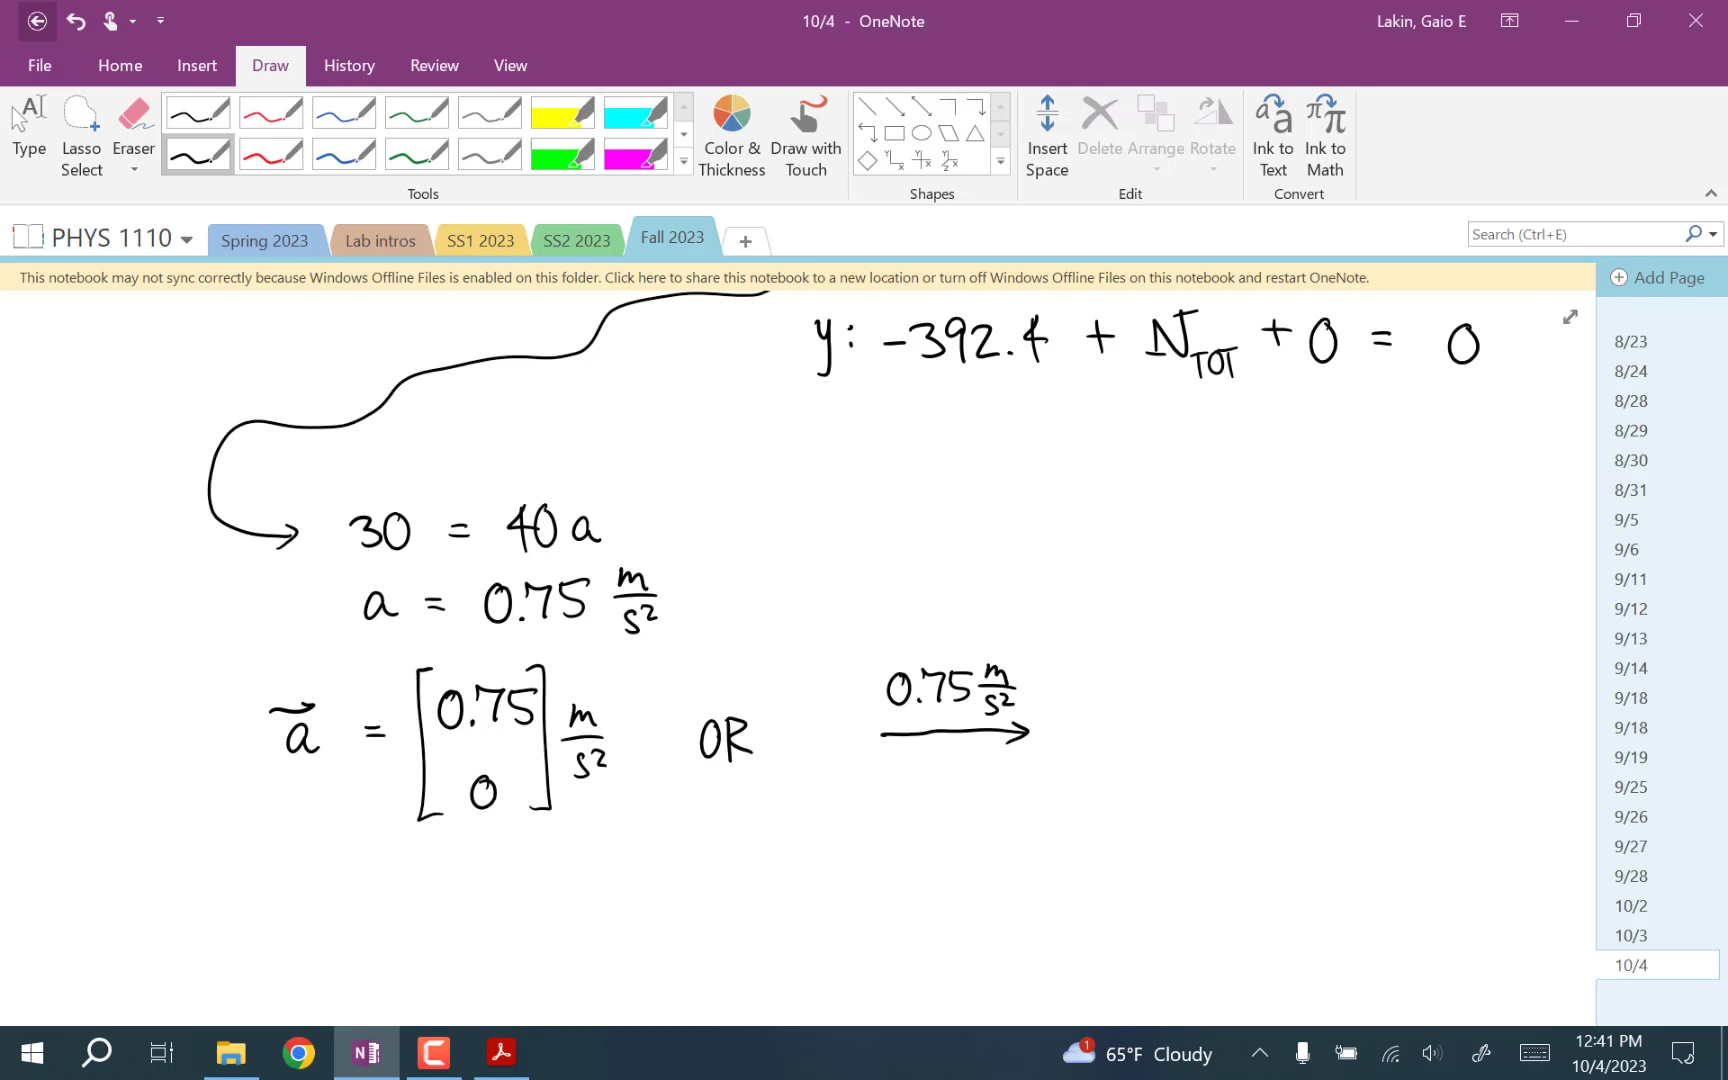 10/4 - OneNote
Lakin, Gaio E
File Home Insert Draw History Review View
Type
Lasso Select
Eraser
Color & Thickness
Draw with Touch
Insert Space
Delete
Arrange
Rotate
Ink to Text
Ink to Math
Tools
Shapes
Edit
Convert
PHYS 1110
Spring 2023
Lab intros
SS1 2023
SS2 2023
Fall 2023
Search (Ctrl+E)
This notebook may not sync correctly because Windows Offline Files is enabled on this folder. Click here to share this notebook to a new location or turn off Windows Offline Files on this notebook and restart OneNote.
Add Page
y: -392.4 + N_TOT + 0 = 0
30 = 40 a
a = 0.75 m/s²
a⃗ = [0.75 0] m/s² OR 0.75 m/s²
8/23
8/24
8/28
8/29
8/30
8/31
9/5
9/6
9/11
9/12
9/13
9/14
9/18
9/18
9/19
9/25
9/26
9/27
9/28
10/2
10/3
10/4
1
65°F Cloudy
12:41 PM
10/4/2023